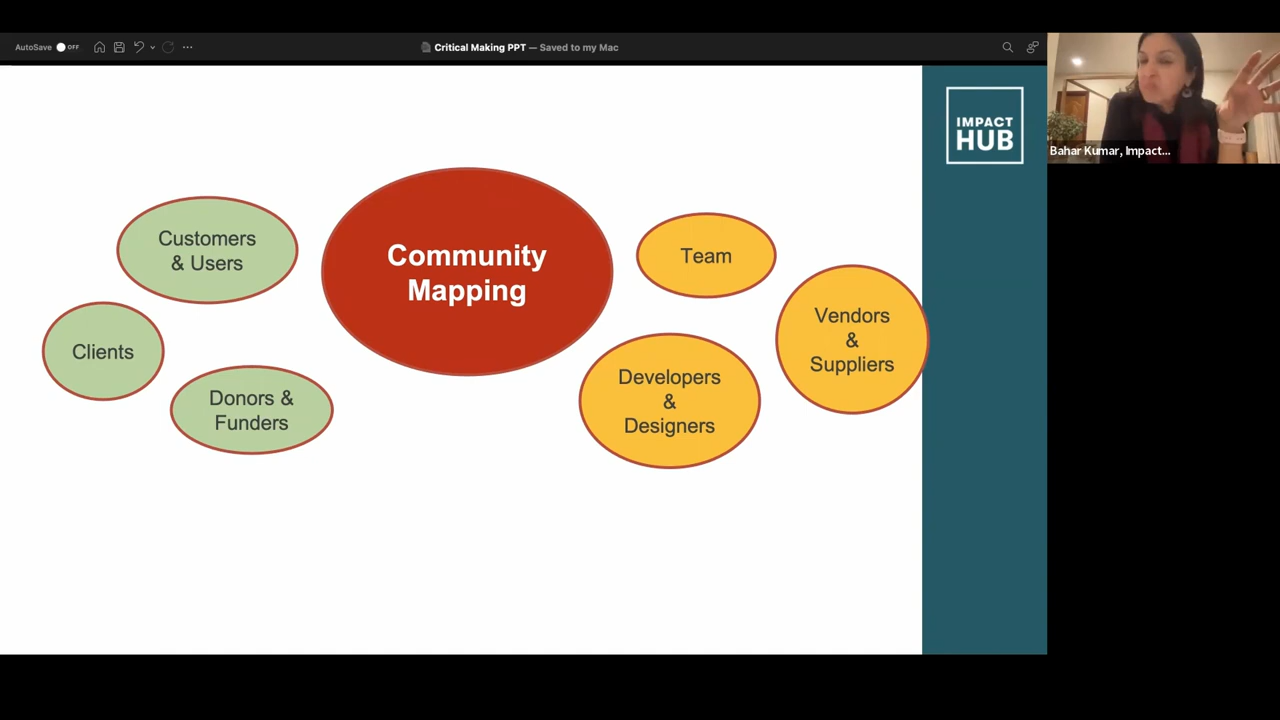 AutoSave OFF
Critical Making PPT — Saved to my Mac
IMPACT
HUB
Bahar Kumar, Impact...
Community
Mapping
Customers
& Users
Clients
Donors &
Funders
Team
Vendors
&
Suppliers
Developers
&
Designers